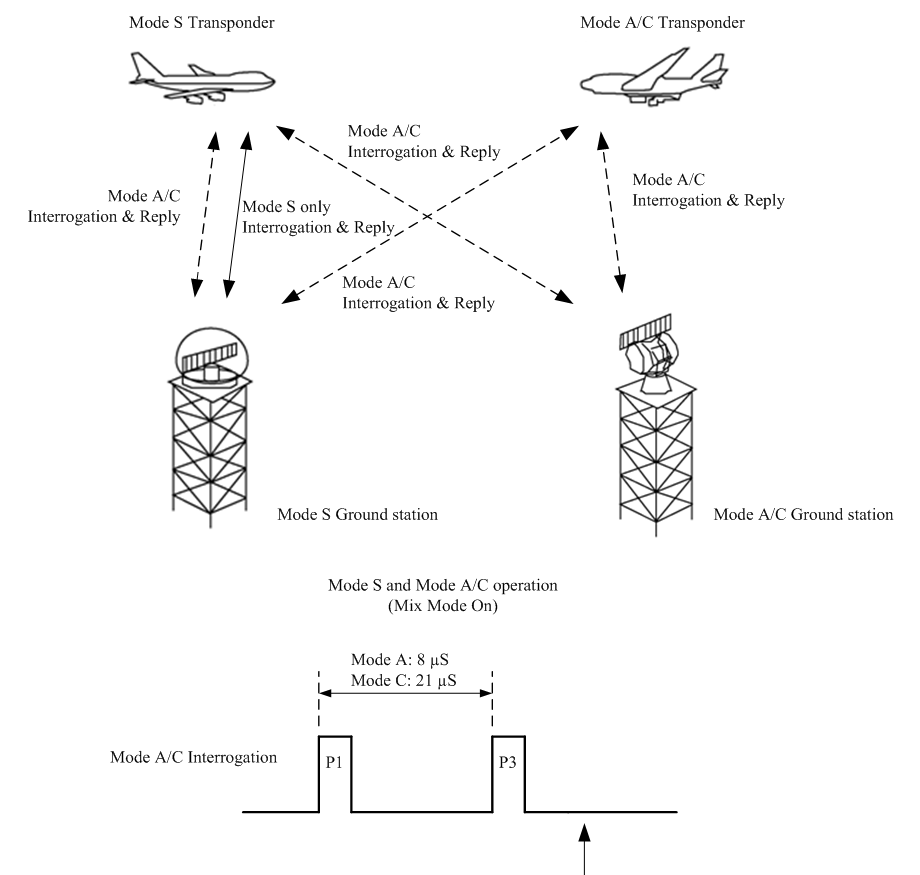 Mode S Transponder
Mode A/C Transponder
Mode A/C
Interrogation & Reply
Mode A/C
Interrogation & Reply
Mode S only
Interrogation & Reply
Mode A/C
Interrogation & Reply
Mode A/C
Interrogation & Reply
Mode S Ground station
Mode A/C Ground station
Mode S and Mode A/C operation
(Mix Mode On)
Mode A: 8 µS
Mode C: 21 µS
Mode A/C Interrogation
P1
P3